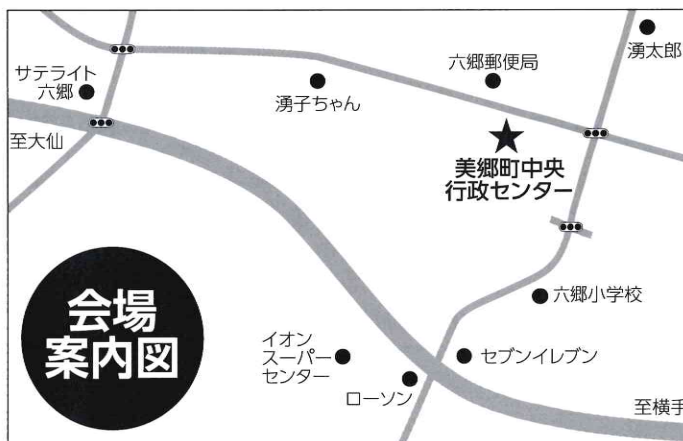 湧太郎
六郷郵便局
サテライト
六郷
湧子ちゃん
至大仙
美郷町中央
行政センター
会場
案内図
六郷小学校
イオン
スーパー
センター
セブンイレブン
ローソン
至横手